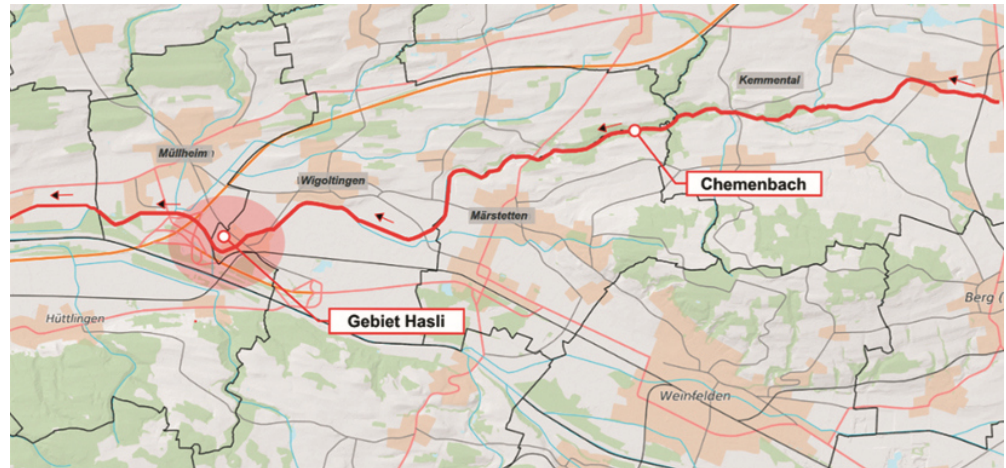 Kemmental
Müllheim
Wigoltingen
Chemenbach
Märstetten
Berg
Gebiet Hasli
Hüttlingen
Weinfelden